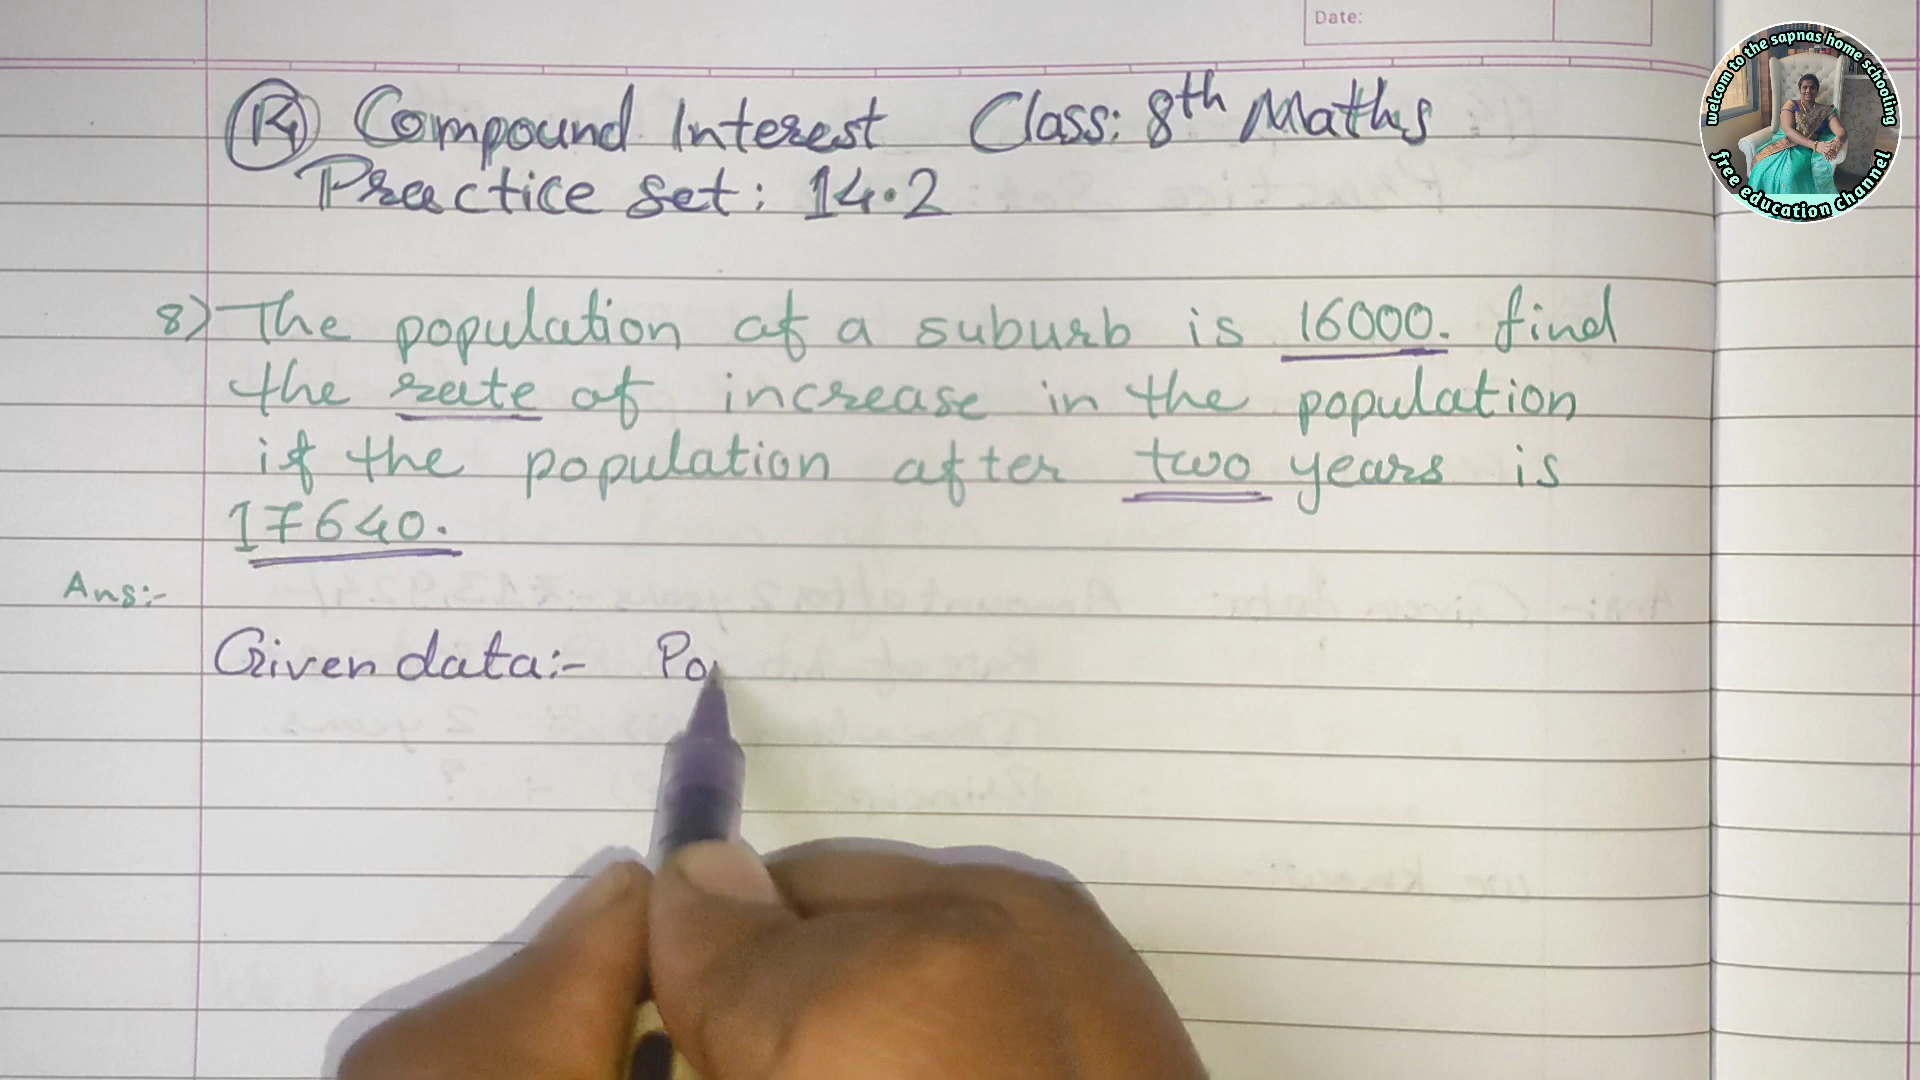 Date:
welcom to the sapnas home schooling
free education channel
14 Compound Interest Class: 8th Maths
Practice set: 14.2
8) The population of a suburb is 16000. find
the rate of increase in the population
if the population after two years is
17640.
Ans:-
Given data:- Po